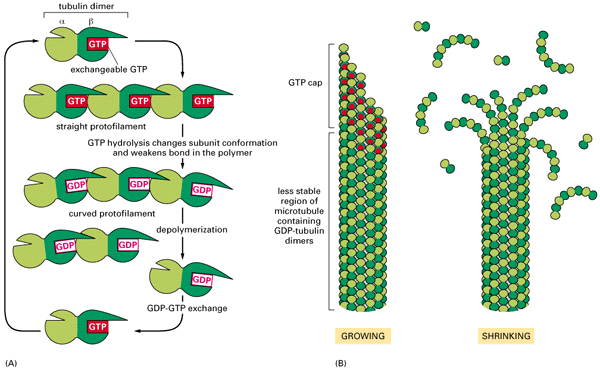 tubulin dimer
α β
GTP
exchangeable GTP
GTP GTP GTP
straight protofilament
GTP hydrolysis changes subunit conformation
and weakens bond in the polymer
GDP GDP GDP
curved protofilament
depolymerization
GDP GDP
GDP
GDP-GTP exchange
GTP
(A)
GTP cap
less stable
region of
microtubule
containing
GDP-tubulin
dimers
GROWING SHRINKING
(B)